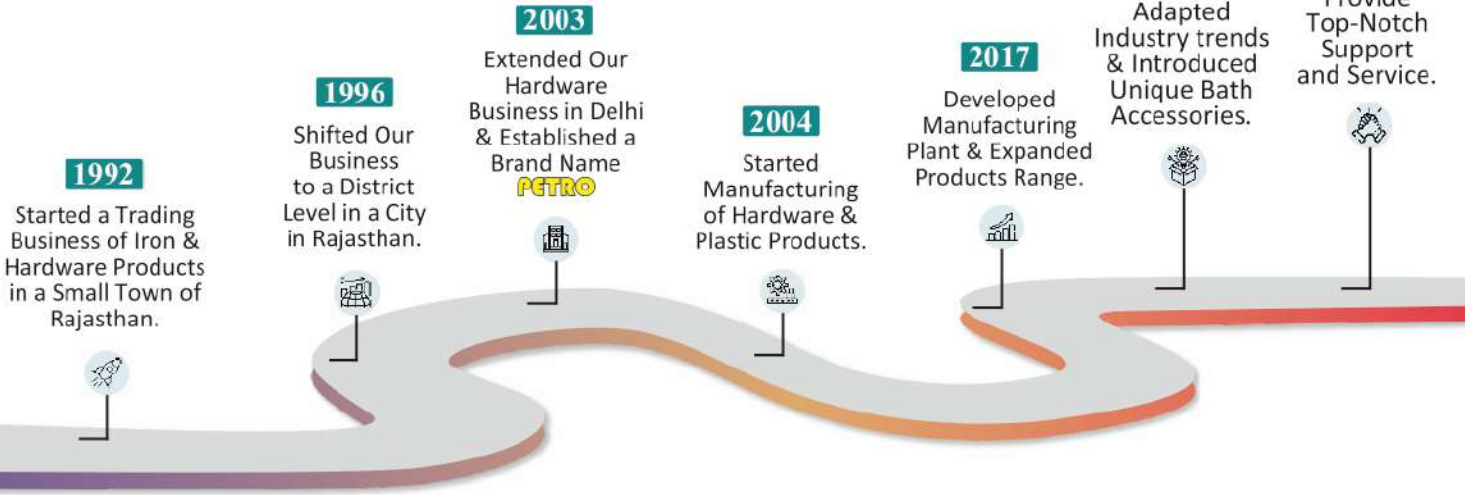 1992
Started a Trading
Business of Iron &
Hardware Products
in a Small Town of
Rajasthan.
1996
Shifted Our
Business
to a District
Level in a City
in Rajasthan.
2003
Extended Our
Hardware
Business in Delhi
& Established a
Brand Name
PETRO
2004
Started
Manufacturing
of Hardware &
Plastic Products.
2017
Developed
Manufacturing
Plant & Expanded
Products Range.
Adapted
Industry trends
& Introduced
Unique Bath
Accessories.
Provide
Top-Notch
Support
and Service.